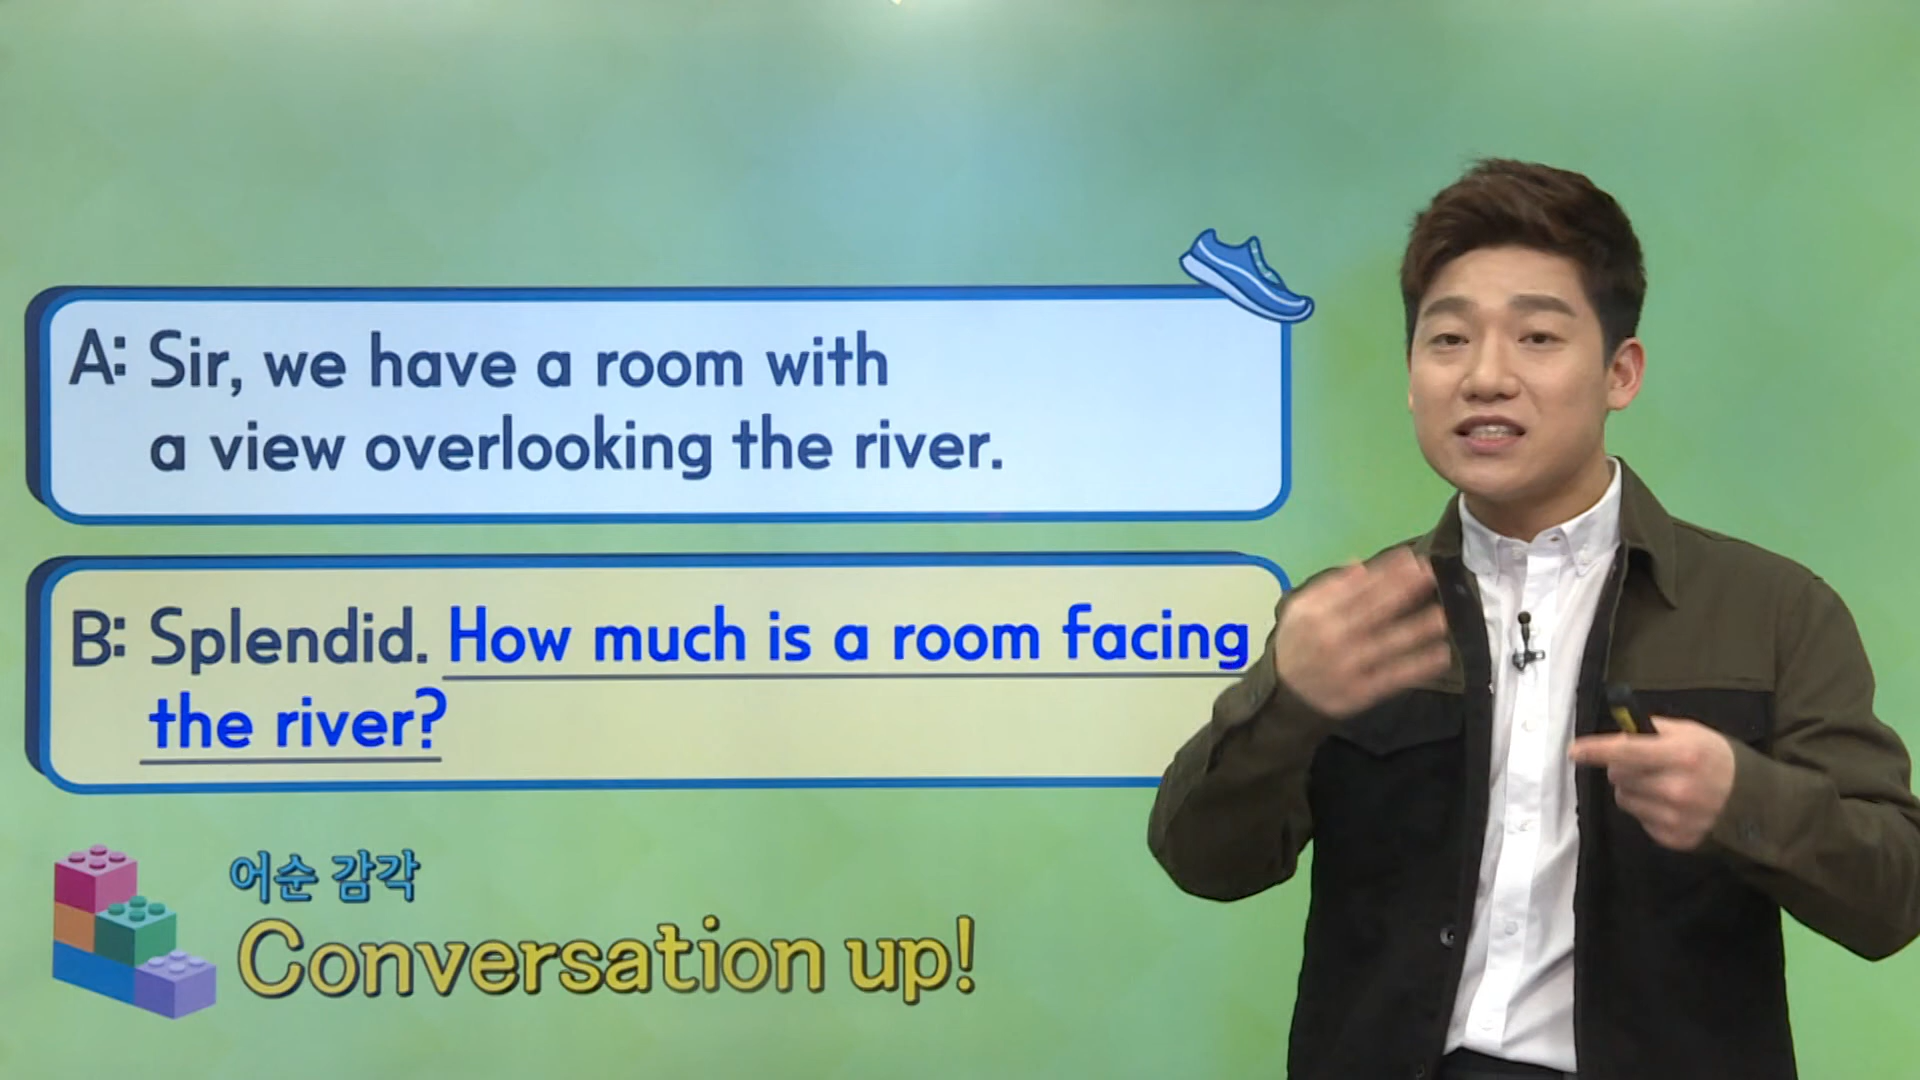 A: Sir, we have a room with
a view overlooking the river.
B: Splendid. How much is a room facing
the river?
어순 감각
Conversation up!